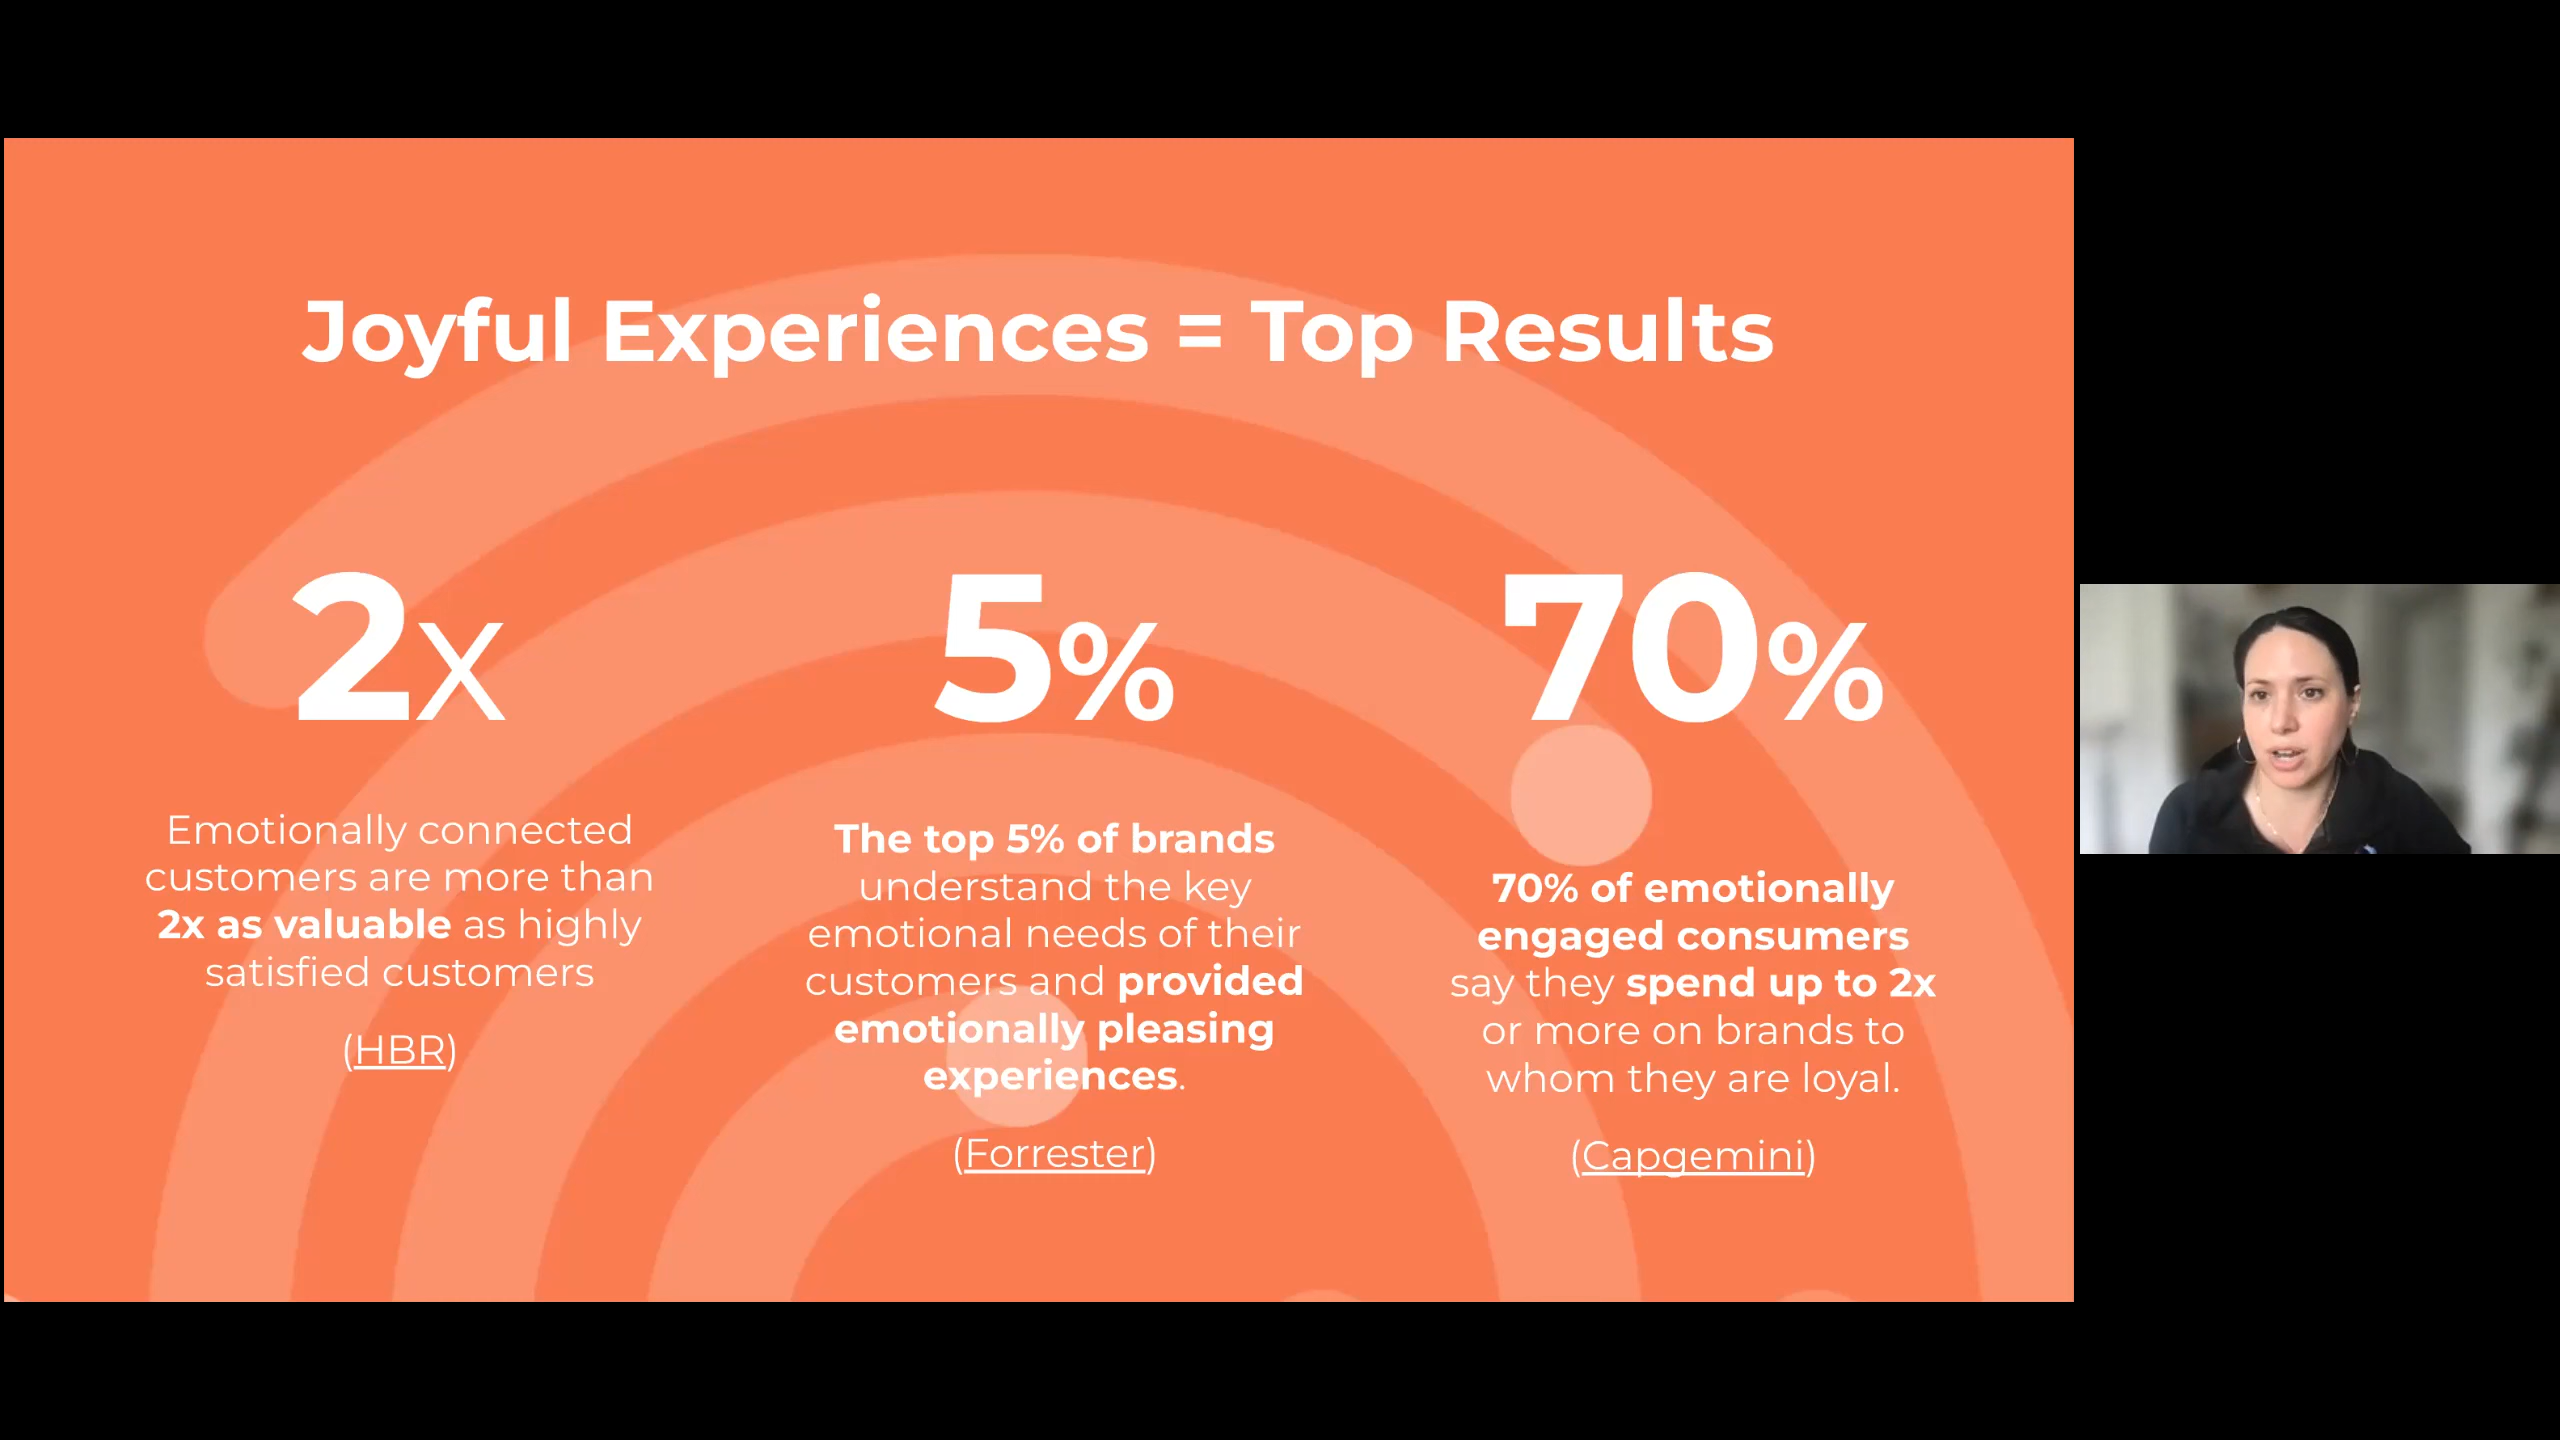 Joyful Experiences = Top Results
2x
Emotionally connected
customers are more than
2x as valuable as highly
satisfied customers
(HBR)
5%
The top 5% of brands
understand the key
emotional needs of their
customers and provided
emotionally pleasing
experiences.
(Forrester)
70%
70% of emotionally
engaged consumers
say they spend up to 2x
or more on brands to
whom they are loyal.
(Capgemini)